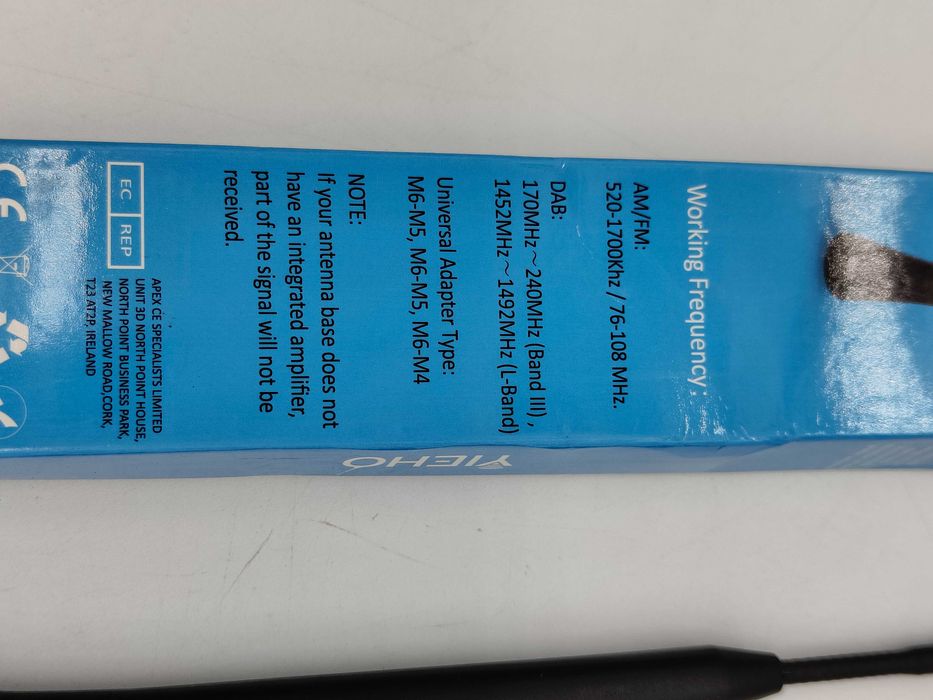 Working Frequency:
AM/FM:
520-1700Khz / 76-108 MHz.
DAB:
170MHz～240MHz (Band III) ,
1452MHz～1492MHz (L-Band)
Universal Adapter Type:
M6-M5, M6-M5, M6-M4
NOTE:
If your antenna base does not
have an integrated amplifier,
part of the signal will not be
received.
EC REP
APEX CE SPECIALISTS LIMITED
UNIT 3D NORTH POINT HOUSE,
NORTH POINT BUSINESS PARK,
NEW MALLOW ROAD,CORK,
T23 AT2P, IRELAND
CE
YIEHO